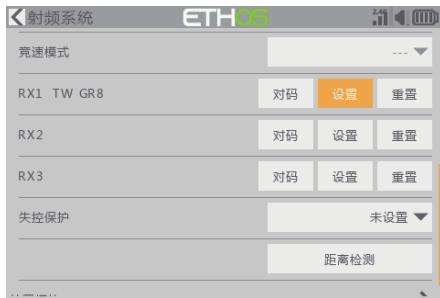 射频系统 ETHOS 2.4G
竞速模式 ---
RX1 TW GR8 对码 设置 重置
RX2 对码 设置 重置
RX3 对码 设置 重置
失控保护 未设置
距离检测